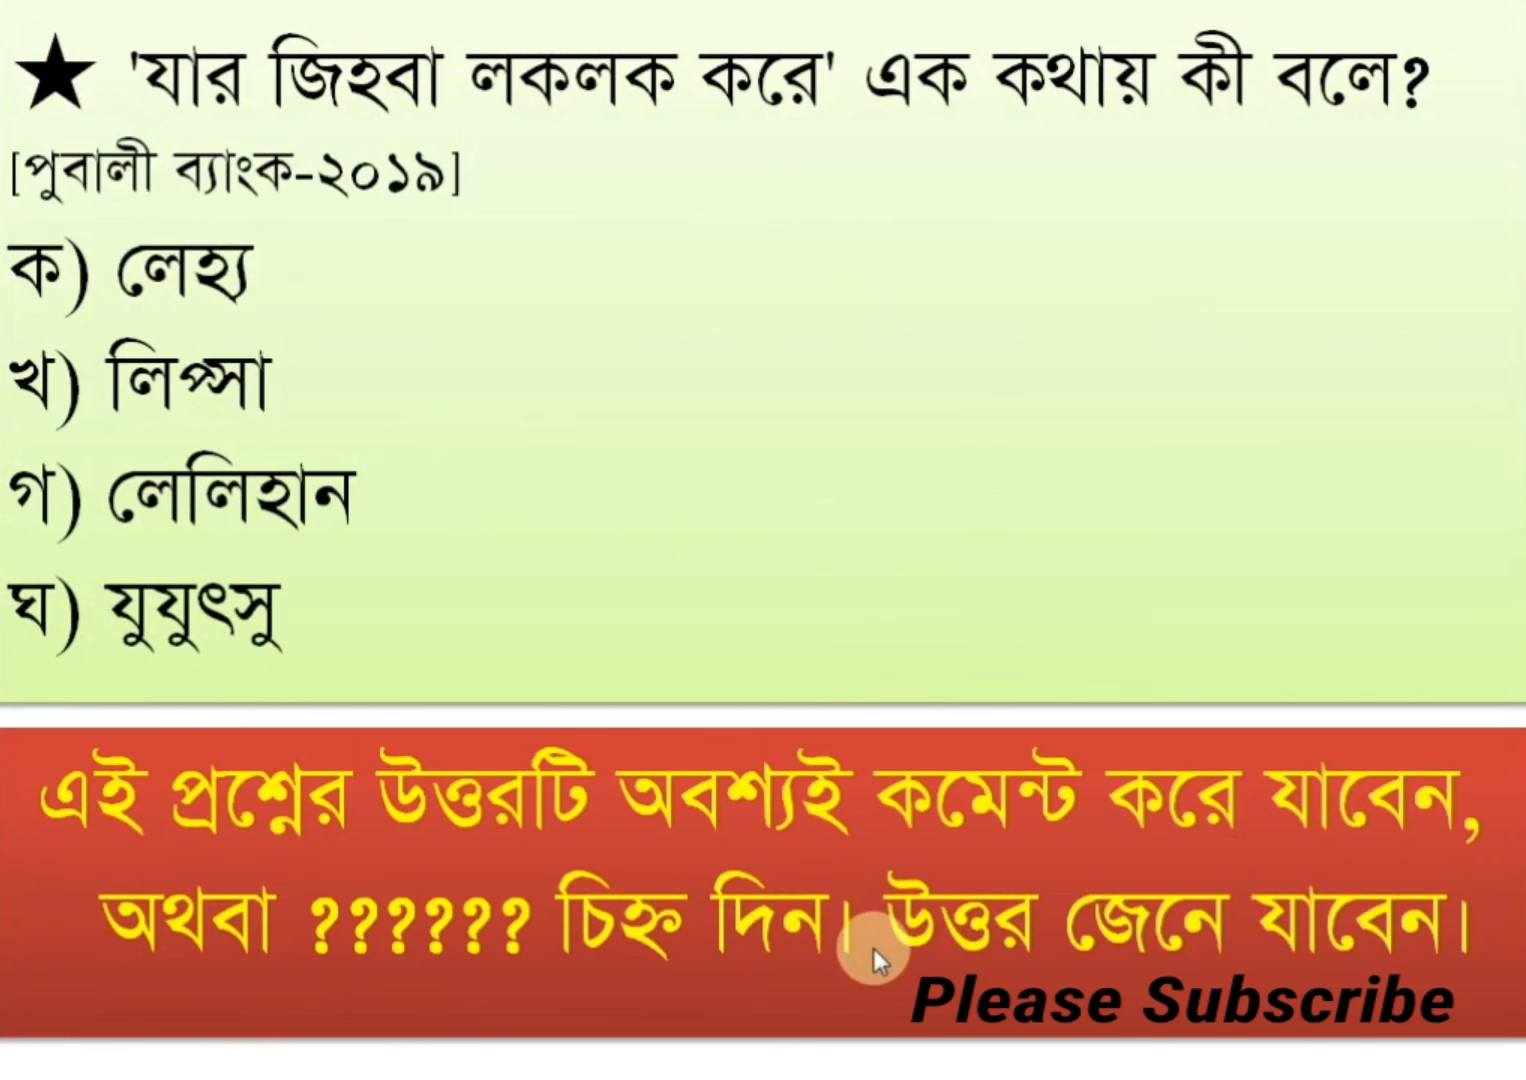 ★ 'যার জিহবা লকলক করে' এক কথায় কী বলে?
[পুবালী ব্যাংক-২০১৯]
ক) লেহ্য
খ) লিপ্সা
গ) লেলিহান
ঘ) যুযুৎসু
এই প্রশ্নের উত্তরটি অবশ্যই কমেন্ট করে যাবেন,
অথবা ?????? চিহ্ন দিন। উত্তর জেনে যাবেন।
Please Subscribe